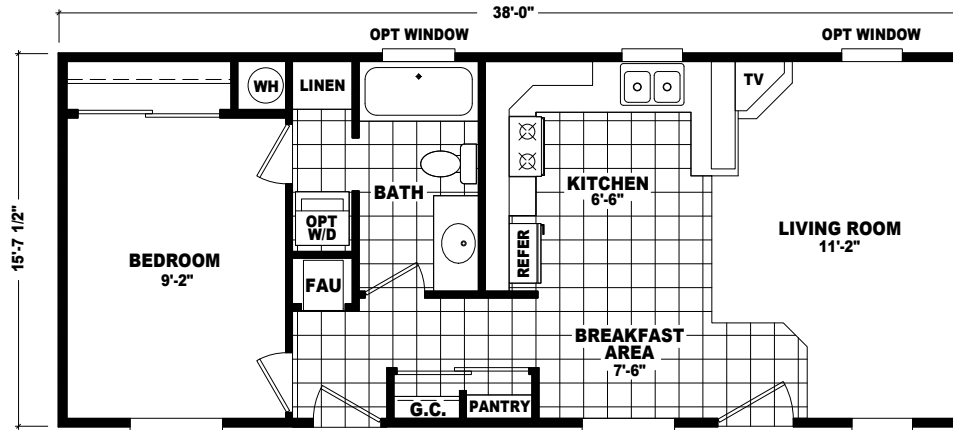 38'-0"
OPT WINDOW
OPT WINDOW
WH
LINEN
TV
BATH
KITCHEN
6'-6"
15'-7 1/2"
OPT
W/D
LIVING ROOM
11'-2"
REFER
BEDROOM
9'-2"
FAU
BREAKFAST
AREA
7'-6"
G.C.
PANTRY